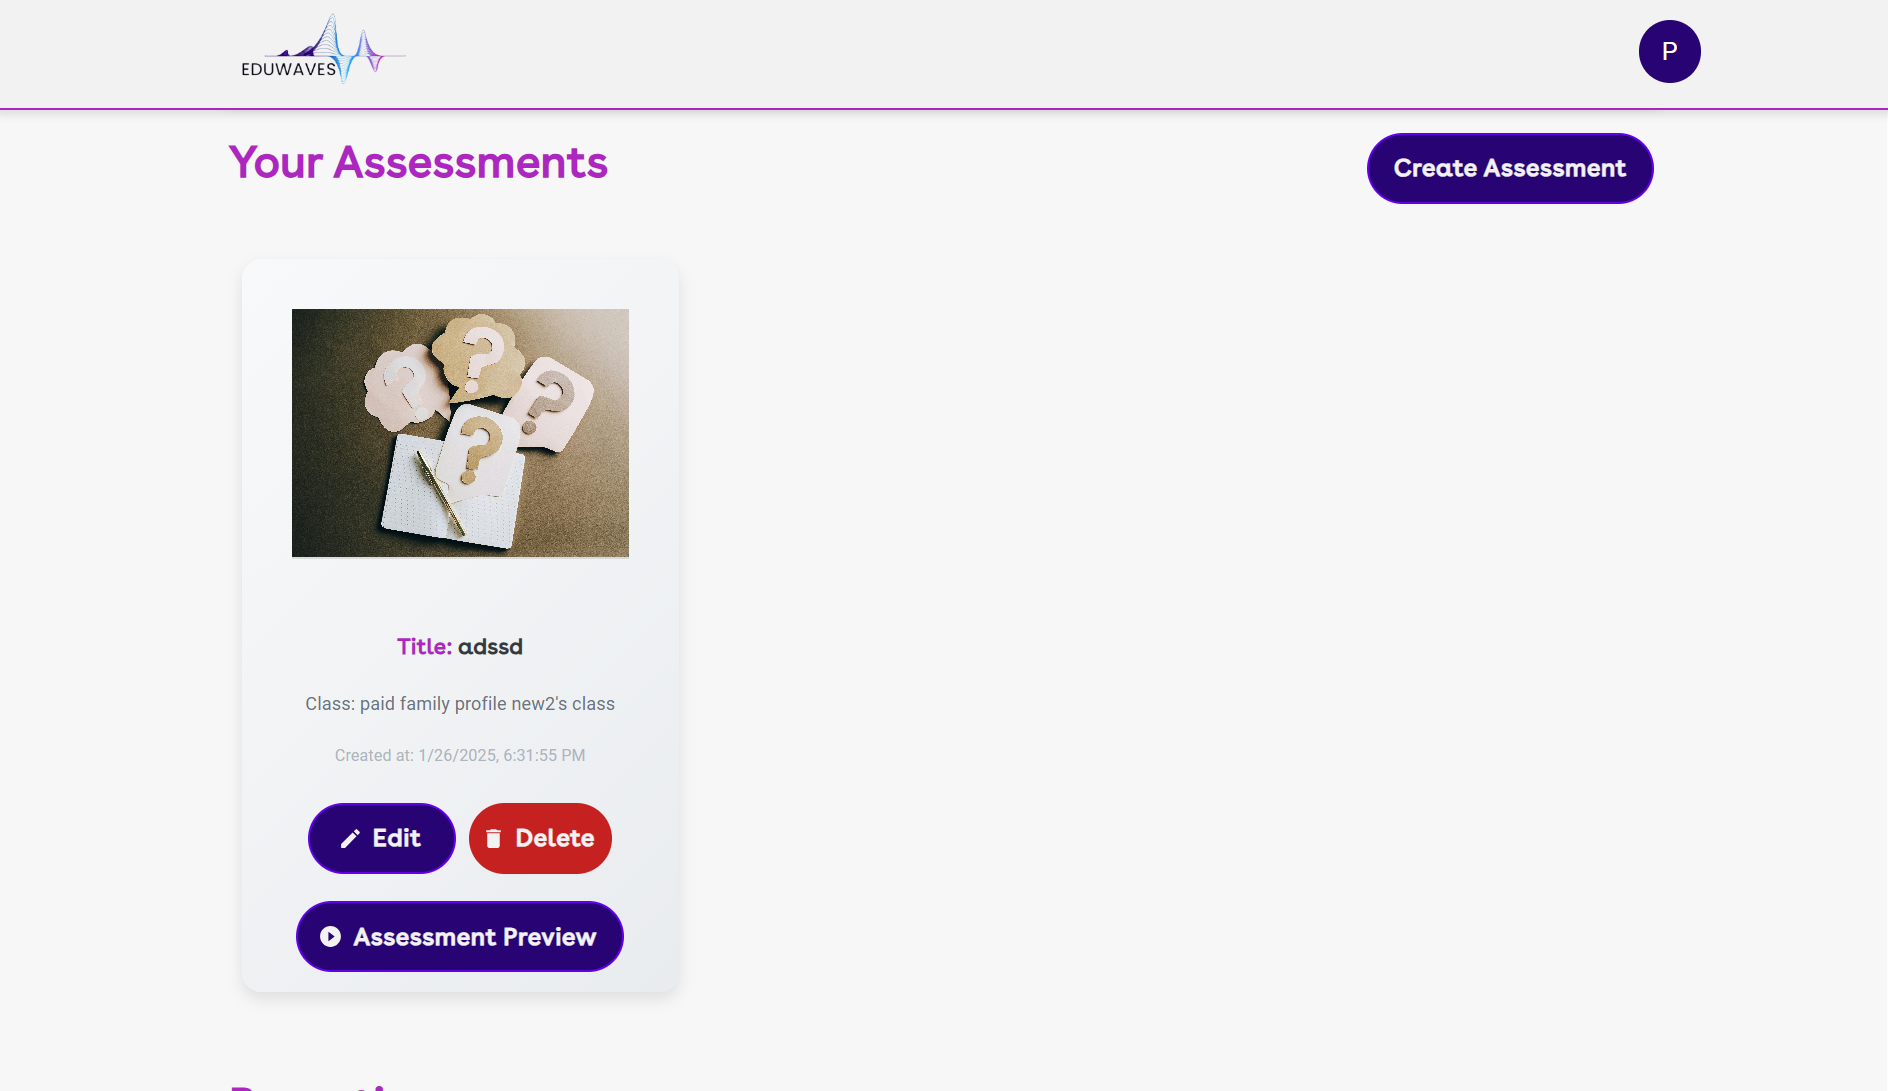 EDUWAVES
P
Your Assessments
Create Assessment
Title: adssd
Class: paid family profile new2's class
Created at: 1/26/2025, 6:31:55 PM
Edit
Delete
Assessment Preview